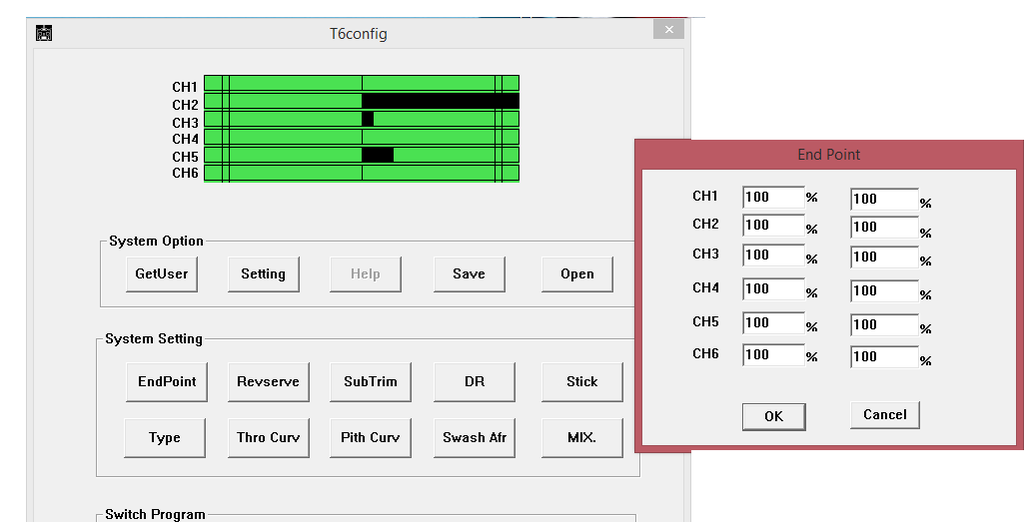 T6config
CH1
CH2
CH3
CH4
CH5
CH6
System Option
GetUser Setting Help Save Open
System Setting
EndPoint Revserve SubTrim DR Stick
Type Thro Curv Pith Curv Swash Afr MIX.
Switch Program
End Point
CH1 100 % 100 %
CH2 100 % 100 %
CH3 100 % 100 %
CH4 100 % 100 %
CH5 100 % 100 %
CH6 100 % 100 %
OK Cancel